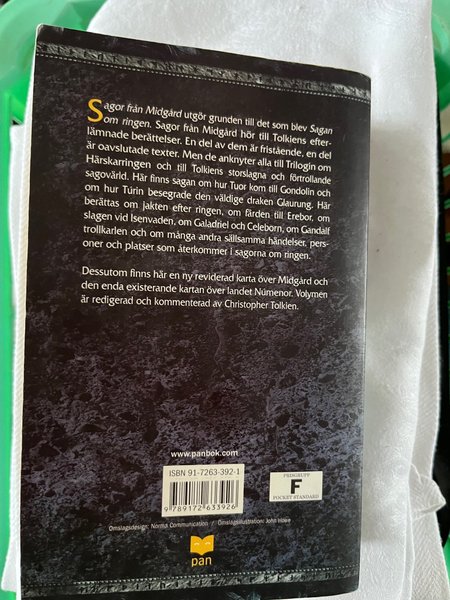 Sagor från Midgård utgör grunden till det som blev Sagan
om ringen. Sagor från Midgård hör till Tolkiens efter-
lämnade berättelser. En del av dem är fristående, en del
är oavslutade texter. Men de anknyter alla till Trilogin om
Härskarringen och till Tolkiens storslagna och förtrollande
sagovärld. Här finns sagan om hur Tuor kom till Gondolin och
om hur Túrin besegrade den väldige draken Glaurung. Här
berättas om jakten efter ringen, om färden till Erebor, om
slagen vid Isenvaden, om Galadriel och Celeborn, om Gandalf
trollkarlen och om många andra sällsamma händelser, pers-
oner och platser som återkommer i sagorna om ringen.
Dessutom finns här en ny reviderad karta över Midgård och
den enda existerande kartan över landet Númenor. Volymen
är redigerad och kommenterad av Christopher Tolkien.
www.panbok.com
ISBN 91-7263-392-1
9 789172 633926
PRISGRUPP
F
POCKET STANDARD
Omslagsdesign: Norma Communication / Omslagsillustration: John Howe
pan